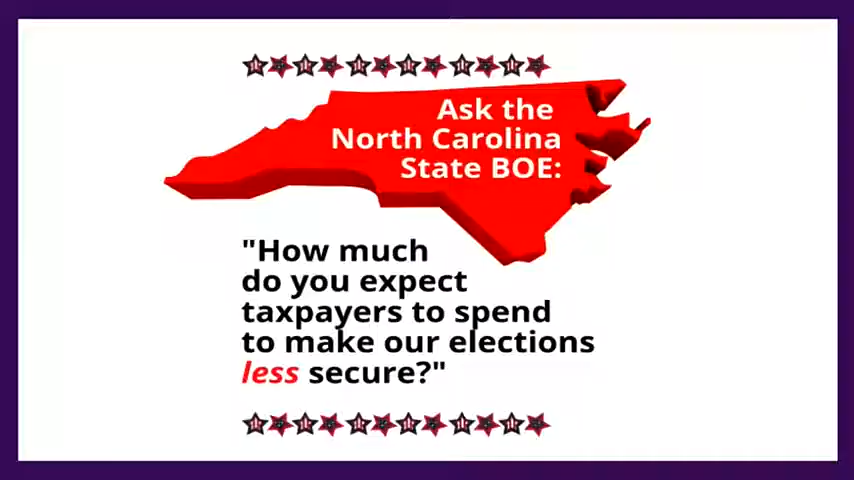 Ask the
North Carolina
State BOE:
"How much
do you expect
taxpayers to spend
to make our elections
less secure?"